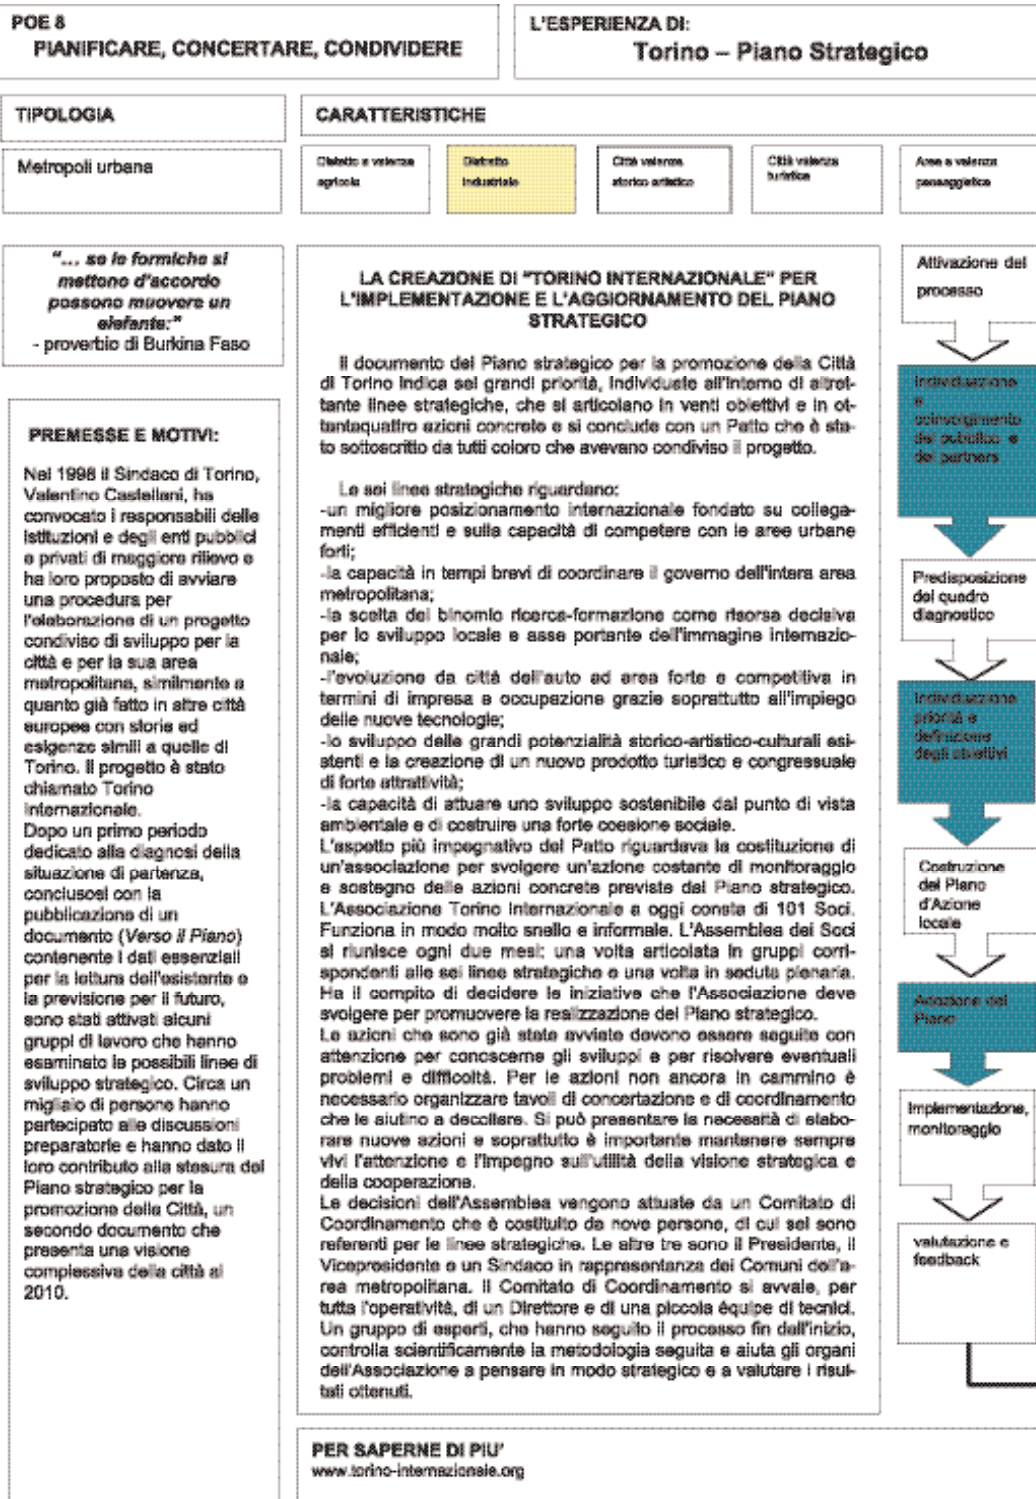 POE 8
PIANIFICARE, CONCERTARE, CONDIVIDERE
L'ESPERIENZA DI:
Torino – Piano Strategico
TIPOLOGIA
CARATTERISTICHE
Metropoli urbana
Distretto a valenza
agricola
Distretto
industriale
Città valenza
storico artistico
Città valenza
turistica
Area a valenza
paesaggistica
"... se le formiche si
mettono d'accordo
possono muovere un
elefante:"
- proverbio di Burkina Faso
PREMESSE E MOTIVI:
Nel 1998 il Sindaco di Torino,
Valentino Castellani, ha
convocato i responsabili delle
istituzioni e degli enti pubblici
e privati di maggiore rilievo e
ha loro proposto di avviare
una procedura per
l'elaborazione di un progetto
condiviso di sviluppo per la
città e per la sua area
metropolitana, similmente a
quanto già fatto in altre città
europee con storie ed
esigenze simili a quelle di
Torino. Il progetto è stato
chiamato Torino
Internazionale.
Dopo un primo periodo
dedicato alla diagnosi della
situazione di partenza,
conclusosi con la
pubblicazione di un
documento (Verso il Piano)
contenente i dati essenziali
per la lettura dell'esistente e
la previsione per il futuro,
sono stati attivati alcuni
gruppi di lavoro che hanno
esaminato le possibili linee di
sviluppo strategico. Circa un
migliaio di persone hanno
partecipato alle discussioni
preparatorie e hanno dato il
loro contributo alla stesura del
Piano strategico per la
promozione della Città, un
secondo documento che
presenta una visione
complessiva della città al
2010.
LA CREAZIONE DI "TORINO INTERNAZIONALE" PER
L'IMPLEMENTAZIONE E L'AGGIORNAMENTO DEL PIANO
STRATEGICO
Il documento del Piano strategico per la promozione della Città
di Torino indica sei grandi priorità, individuate all'interno di altret-
tante linee strategiche, che si articolano in venti obiettivi e in ot-
tantaquattro azioni concrete e si conclude con un Patto che è sta-
to sottoscritto da tutti coloro che avevano condiviso il progetto.
Le sei linee strategiche riguardano:
-un migliore posizionamento internazionale fondato su collega-
menti efficienti e sulla capacità di competere con le aree urbane
forti;
-la capacità in tempi brevi di coordinare il governo dell'intera area
metropolitana;
-la scelta del binomio ricerca-formazione come risorsa decisiva
per lo sviluppo locale e asse portante dell'immagine internazio-
nale;
-l'evoluzione da città dell'auto ad area forte e competitiva in
termini di impresa e occupazione grazie soprattutto all'impiego
delle nuove tecnologie;
-lo sviluppo delle grandi potenzialità storico-artistico-culturali esi-
stenti e la creazione di un nuovo prodotto turistico e congressuale
di forte attrattività;
-la capacità di attuare uno sviluppo sostenibile dal punto di vista
ambientale e di costruire una forte coesione sociale.
L'aspetto più impegnativo del Patto riguardava la costituzione di
un'associazione per svolgere un'azione costante di monitoraggio
e sostegno delle azioni concrete previste dal Piano strategico.
L'Associazione Torino Internazionale a oggi consta di 101 Soci.
Funziona in modo molto snello e informale. L'Assemblea dei Soci
si riunisce ogni due mesi: una volta articolata in gruppi corri-
spondenti alle sei linee strategiche e una volta in seduta plenaria.
Ha il compito di decidere le iniziative che l'Associazione deve
svolgere per promuovere la realizzazione del Piano strategico.
Le azioni che sono già state avviate devono essere seguite con
attenzione per conoscerne gli sviluppi e per risolvere eventuali
problemi e difficoltà. Per le azioni non ancora in cammino è
necessario organizzare tavoli di concertazione e di coordinamento
che le aiutino a decollare. Si può presentare la necessità di elabo-
rare nuove azioni e soprattutto è importante mantenere sempre
vivi l'attenzione e l'impegno sull'utilità della visione strategica e
della cooperazione.
Le decisioni dell'Assemblea vengono attuate da un Comitato di
Coordinamento che è costituito da nove persone, di cui sei sono
referenti per le linee strategiche. Le altre tre sono il Presidente, il
Vicepresidente e un Sindaco in rappresentanza dei Comuni dell'a-
rea metropolitana. Il Comitato di Coordinamento si avvale, per
tutta l'operatività, di un Direttore e di una piccola équipe di tecnici.
Un gruppo di esperti, che hanno seguito il processo fin dall'inizio,
controlla scientificamente la metodologia seguita e aiuta gli organi
dell'Associazione a pensare in modo strategico e a valutare i risul-
tati ottenuti.
Attivazione del
processo
Individuazione
e
coinvolgimento
del pubblico e
dei partners
Predisposizione
del quadro
diagnostico
Individuazione
priorità e
definizione
degli obiettivi
Costruzione
del Piano
d'Azione
locale
Adozione del
Piano
Implementazione,
monitoraggio
valutazione e
feedback
PER SAPERNE DI PIU'
www.torino-internazionale.org